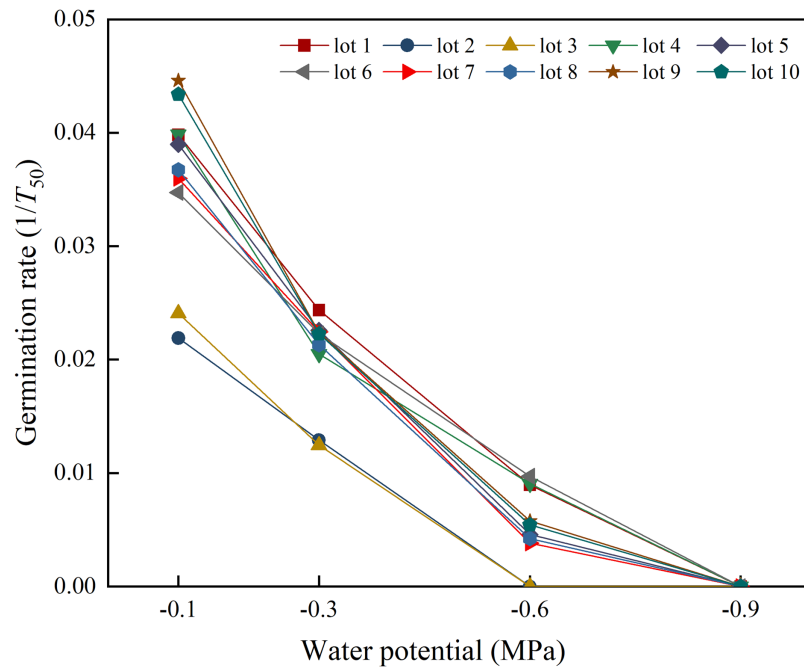 0.05
lot 1 lot 2 lot 3 lot 4 lot 5
lot 6 lot 7 lot 8 lot 9 lot 10
0.04
0.03
0.02
0.01
0.00
Germination rate (1/T50)
-0.1 -0.3 -0.6 -0.9
Water potential (MPa)